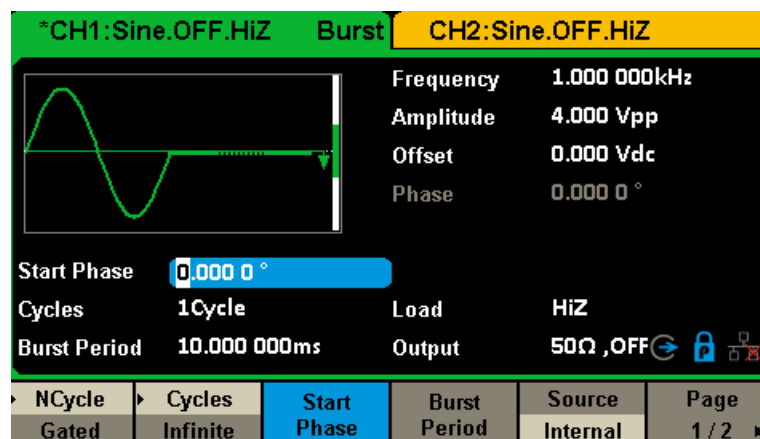 *CH1:Sine.OFF.HiZ Burst CH2:Sine.OFF.HiZ
Frequency 1.000 000kHz
Amplitude 4.000 Vpp
Offset 0.000 Vdc
Phase 0.000 0 °
Start Phase 0.000 0 °
Cycles 1Cycle Load HiZ
Burst Period 10.000 000ms Output 50Ω ,OFF P
NCycle Cycles Start Burst Source Page
Gated Infinite Phase Period Internal 1/2